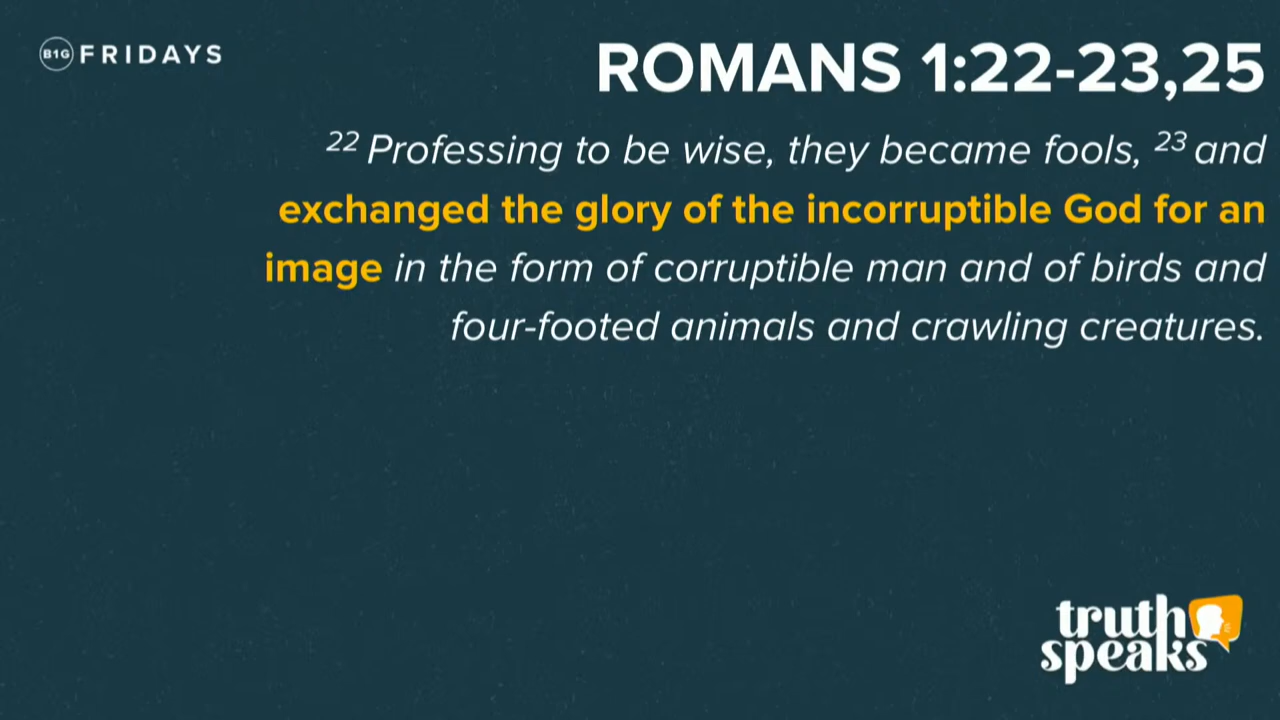 B1G FRIDAYS
ROMANS 1:22-23,25
22 Professing to be wise, they became fools, 23 and
exchanged the glory of the incorruptible God for an
image in the form of corruptible man and of birds and
four-footed animals and crawling creatures.
truth
speaks